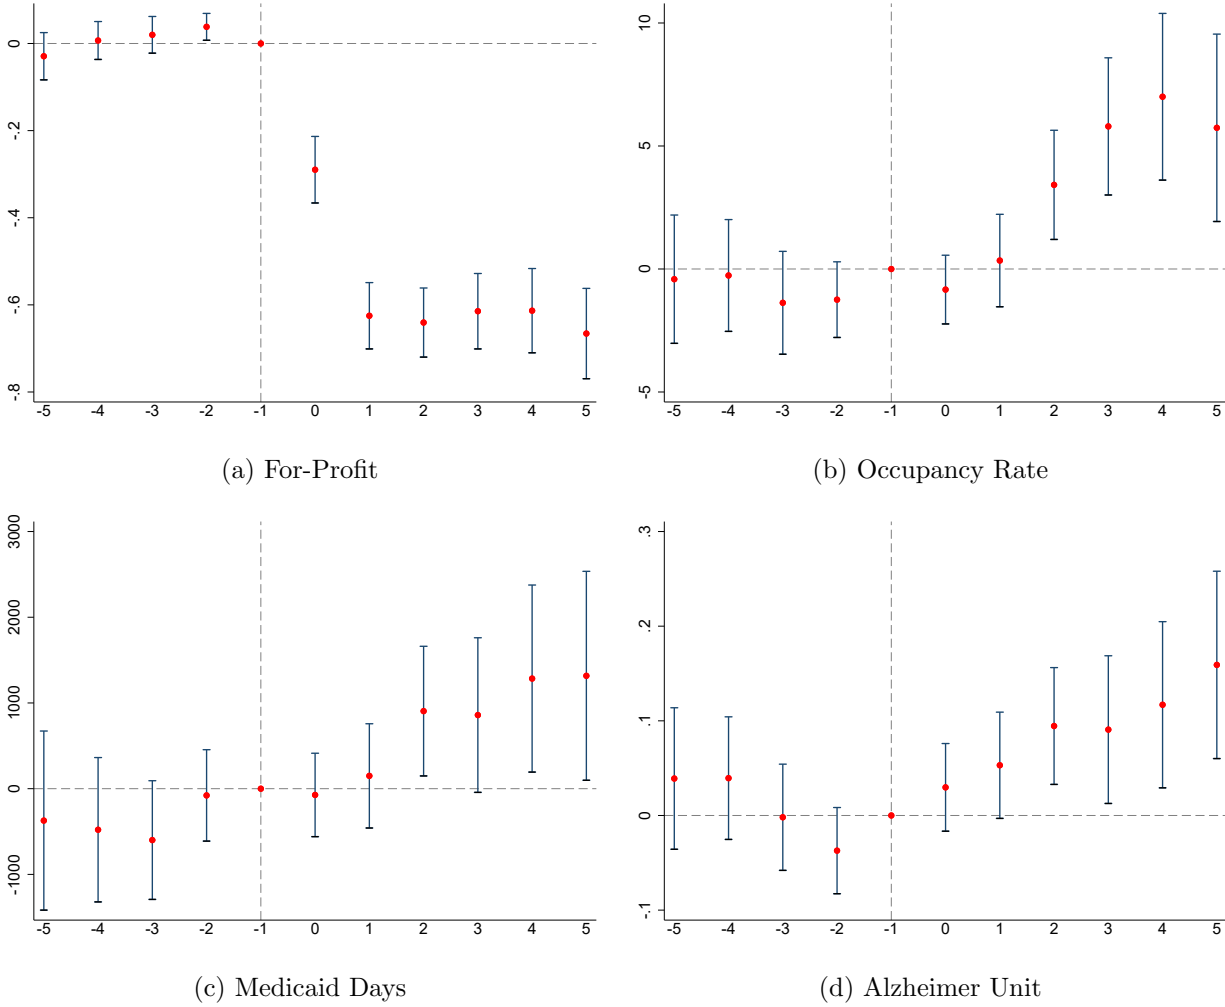 0
-.2
-.4
-.6
-.8
-5 -4 -3 -2 -1 0 1 2 3 4 5
(a) For-Profit
10
5
0
-5
-5 -4 -3 -2 -1 0 1 2 3 4 5
(b) Occupancy Rate
3000
2000
1000
0
-1000
-5 -4 -3 -2 -1 0 1 2 3 4 5
(c) Medicaid Days
.3
.2
.1
0
-.1
-5 -4 -3 -2 -1 0 1 2 3 4 5
(d) Alzheimer Unit